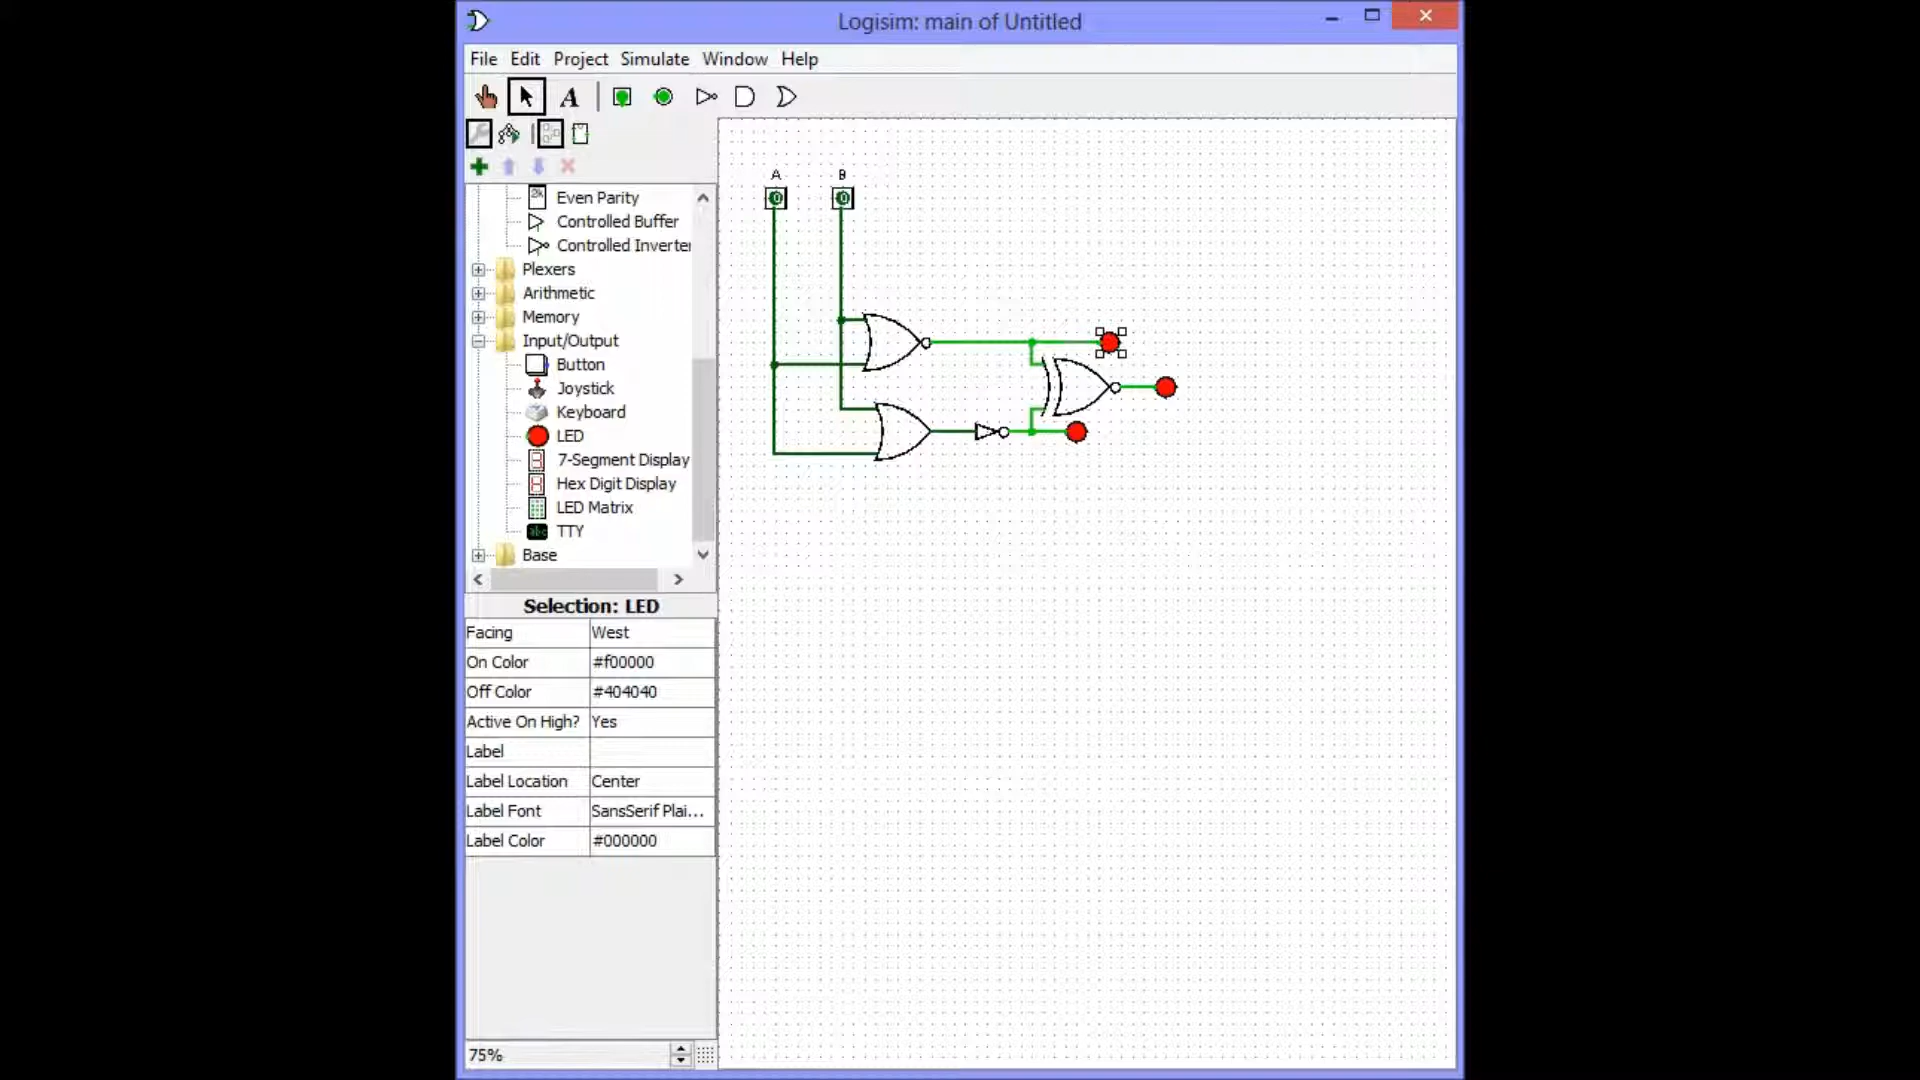 Logisim: main of Untitled
File Edit Project Simulate Window Help
A
A B
0 0
Even Parity
Controlled Buffer
Controlled Inverter
Plexers
Arithmetic
Memory
Input/Output
Button
Joystick
Keyboard
LED
7-Segment Display
Hex Digit Display
LED Matrix
TTY
Base
Selection: LED
Facing West
On Color #f00000
Off Color #404040
Active On High? Yes
Label
Label Location Center
Label Font SansSerif Plai...
Label Color #000000
75%